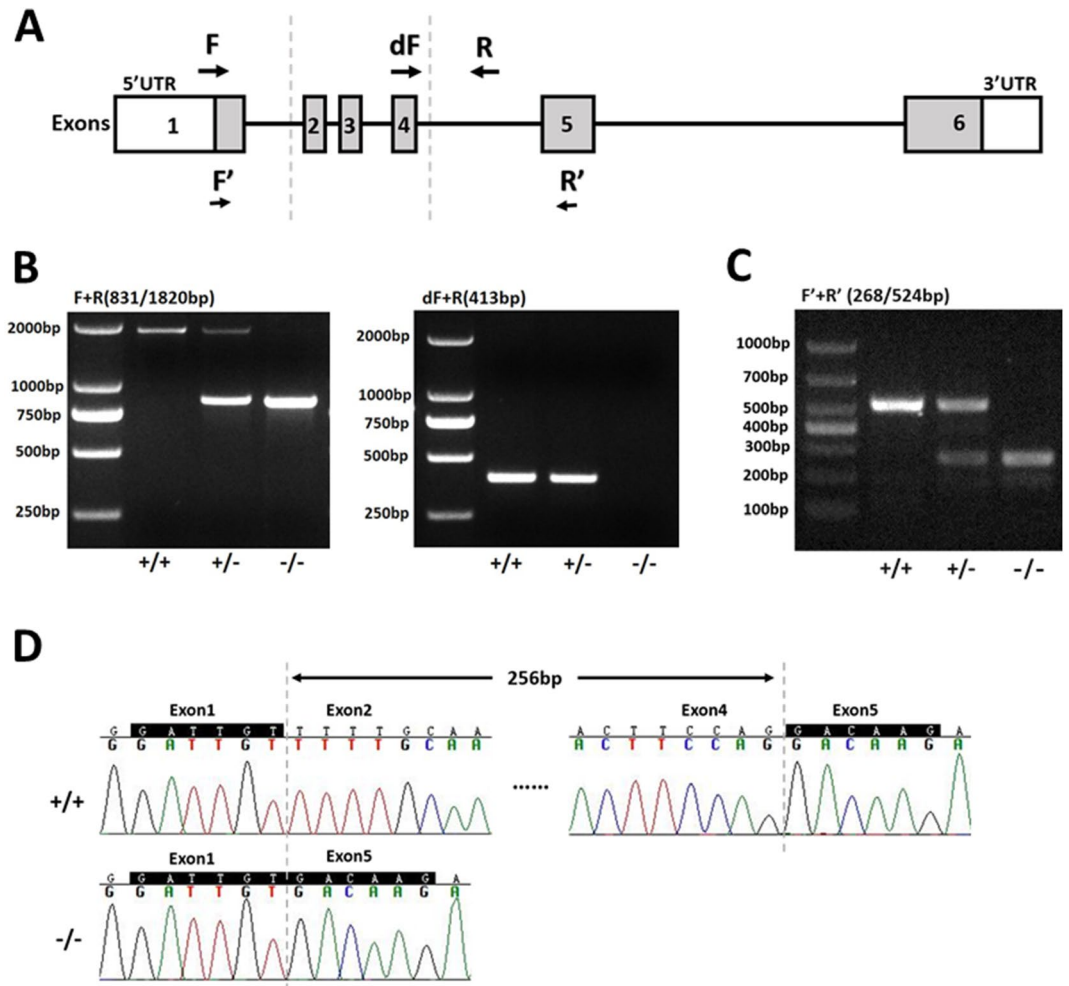 A
F
dF
R
5'UTR
3'UTR
Exons
1
2
3
4
5
6
F'
R'
B
F+R(831/1820bp)
2000bp
1000bp
750bp
500bp
250bp
+/+ +/- -/-
dF+R(413bp)
2000bp
1000bp
750bp
500bp
250bp
+/+ +/- -/-
C
F'+R' (268/524bp)
1000bp
700bp
500bp
400bp
300bp
200bp
100bp
+/+ +/- -/-
D
256bp
Exon1 Exon2 Exon4 Exon5
G G A T T G T T T T T G C A A
A C T T C C A G G A C A A G A
G G A T T G T T T T T G C A A
A C T T C C A G G A C A A G A
+/+
......
Exon1 Exon5
G G A T T G T G A C A A G A
G G A T T G T G A C A A G A
-/-